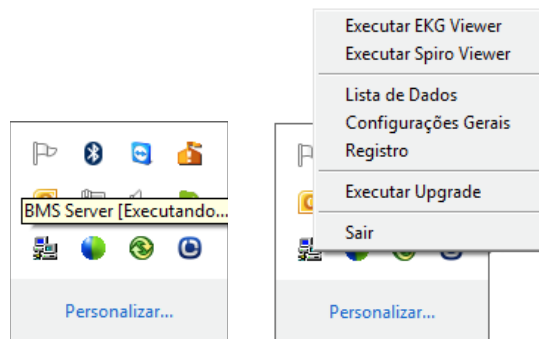 BMS Server [Executando...
Personalizar...
Executar EKG Viewer
Executar Spiro Viewer
Lista de Dados
Configurações Gerais
Registro
Executar Upgrade
Sair
Personalizar...